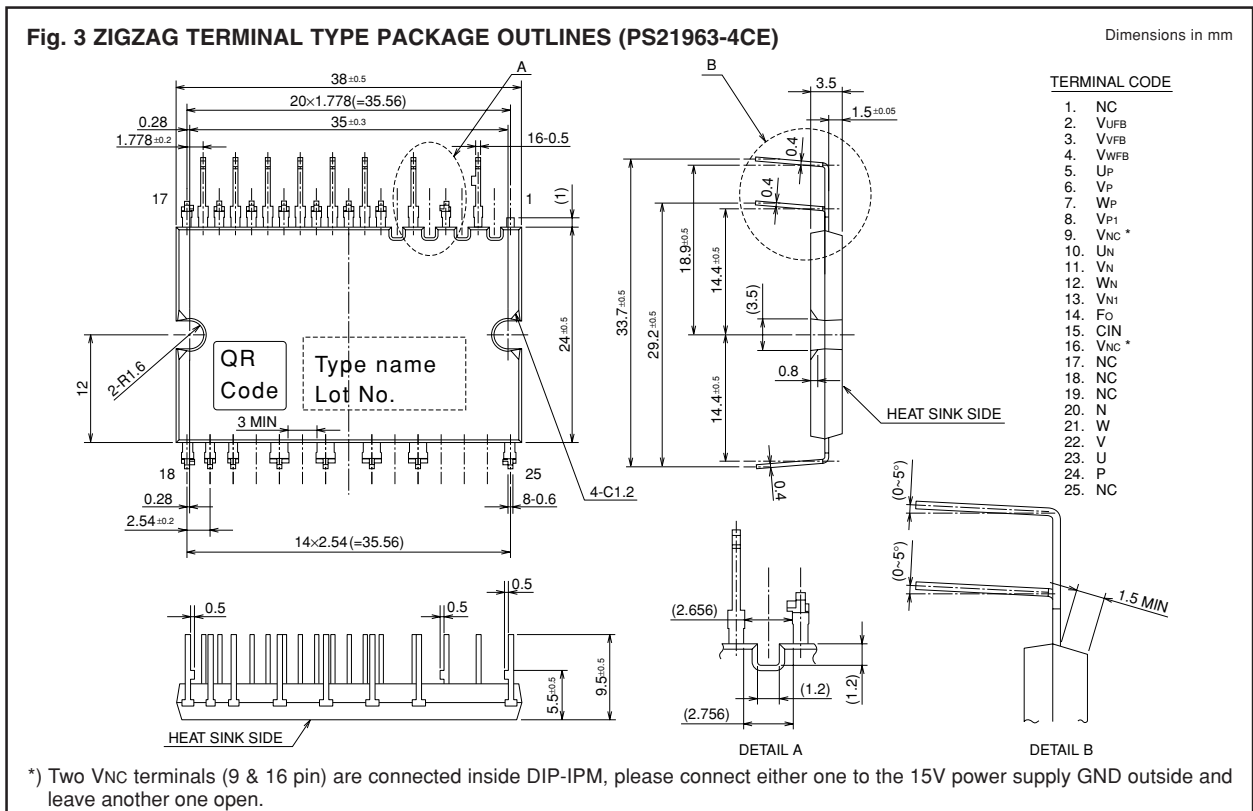 Fig. 3 ZIGZAG TERMINAL TYPE PACKAGE OUTLINES (PS21963-4CE)
Dimensions in mm
A
38±0.5
20×1.778(=35.56)
0.28
35±0.3
1.778±0.2
16-0.5
17
1
(1)
24±0.5
12
2-R1.6
QR
Code
Type name
Lot No.
3 MIN
18
25
0.28
2.54±0.2
4-C1.2
8-0.6
14×2.54(=35.56)
B
3.5
1.5±0.05
0.4
0.4
33.7±0.5
29.2±0.5
18.9±0.5
14.4±0.5
(3.5)
0.8
14.4±0.5
HEAT SINK SIDE
0.4
TERMINAL CODE
1. NC
2. VUFB
3. VVFB
4. VWFB
5. UP
6. VP
7. WP
8. VP1
9. VNC *
10. UN
11. VN
12. WN
13. VN1
14. FO
15. CIN
16. VNC *
17. NC
18. NC
19. NC
20. N
21. W
22. V
23. U
24. P
25. NC
0.5
0.5
0.5
5.5±0.5
9.5±0.5
HEAT SINK SIDE
(2.656)
(1.2)
(1.2)
(2.756)
DETAIL A
(0~5°)
(0~5°)
1.5 MIN
DETAIL B
*) Two VNC terminals (9 & 16 pin) are connected inside DIP-IPM, please connect either one to the 15V power supply GND outside and
leave another one open.